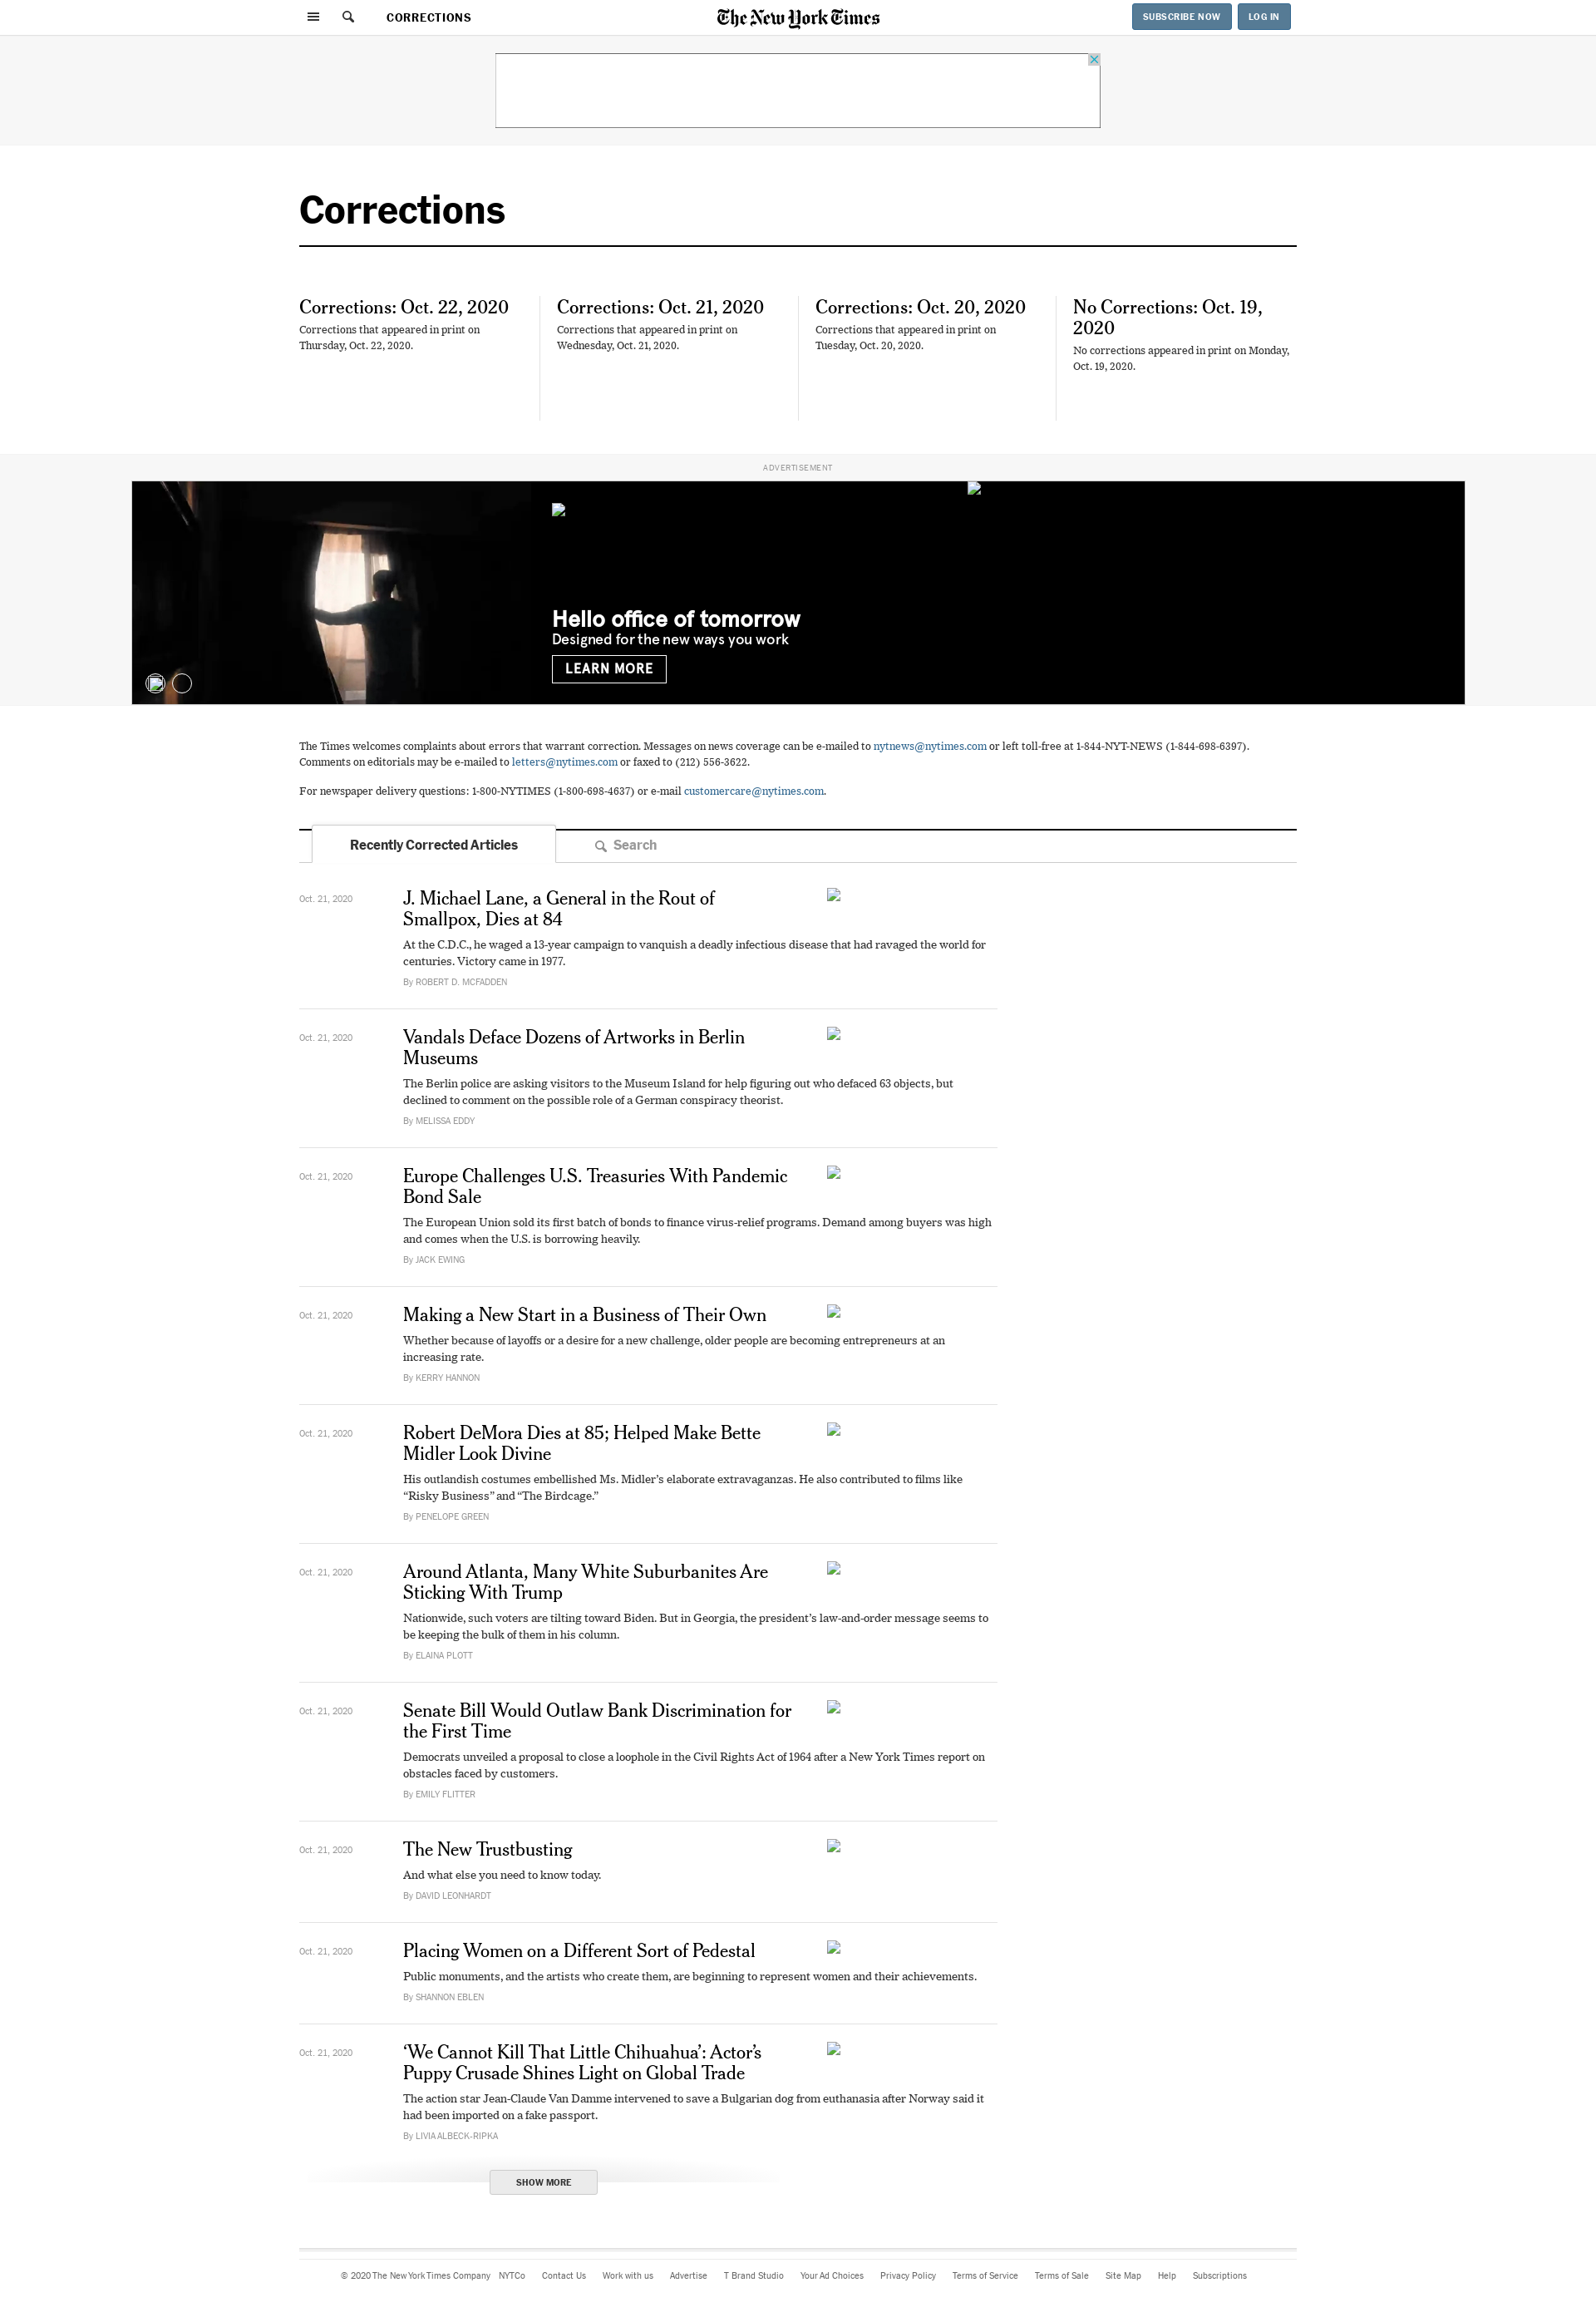 CORRECTIONS
The New York Times
SUBSCRIBE NOW
LOG IN
Corrections
Corrections: Oct. 22, 2020
Corrections that appeared in print on
Thursday, Oct. 22, 2020.
Corrections: Oct. 21, 2020
Corrections that appeared in print on
Wednesday, Oct. 21, 2020.
Corrections: Oct. 20, 2020
Corrections that appeared in print on
Tuesday, Oct. 20, 2020.
No Corrections: Oct. 19,
2020
No corrections appeared in print on Monday,
Oct. 19, 2020.
ADVERTISEMENT
Hello office of tomorrow
Designed for the new ways you work
LEARN MORE
The Times welcomes complaints about errors that warrant correction. Messages on news coverage can be e-mailed to nytnews@nytimes.com or left toll-free at 1-844-NYT-NEWS (1-844-698-6397).
Comments on editorials may be e-mailed to letters@nytimes.com or faxed to (212) 556-3622.
For newspaper delivery questions: 1-800-NYTIMES (1-800-698-4637) or e-mail customercare@nytimes.com.
Recently Corrected Articles
Search
Oct. 21, 2020
J. Michael Lane, a General in the Rout of
Smallpox, Dies at 84
At the C.D.C., he waged a 13-year campaign to vanquish a deadly infectious disease that had ravaged the world for
centuries. Victory came in 1977.
By ROBERT D. MCFADDEN
Oct. 21, 2020
Vandals Deface Dozens of Artworks in Berlin
Museums
The Berlin police are asking visitors to the Museum Island for help figuring out who defaced 63 objects, but
declined to comment on the possible role of a German conspiracy theorist.
By MELISSA EDDY
Oct. 21, 2020
Europe Challenges U.S. Treasuries With Pandemic
Bond Sale
The European Union sold its first batch of bonds to finance virus-relief programs. Demand among buyers was high
and comes when the U.S. is borrowing heavily.
By JACK EWING
Oct. 21, 2020
Making a New Start in a Business of Their Own
Whether because of layoffs or a desire for a new challenge, older people are becoming entrepreneurs at an
increasing rate.
By KERRY HANNON
Oct. 21, 2020
Robert DeMora Dies at 85; Helped Make Bette
Midler Look Divine
His outlandish costumes embellished Ms. Midler’s elaborate extravaganzas. He also contributed to films like
“Risky Business” and “The Birdcage.”
By PENELOPE GREEN
Oct. 21, 2020
Around Atlanta, Many White Suburbanites Are
Sticking With Trump
Nationwide, such voters are tilting toward Biden. But in Georgia, the president’s law-and-order message seems to
be keeping the bulk of them in his column.
By ELAINA PLOTT
Oct. 21, 2020
Senate Bill Would Outlaw Bank Discrimination for
the First Time
Democrats unveiled a proposal to close a loophole in the Civil Rights Act of 1964 after a New York Times report on
obstacles faced by customers.
By EMILY FLITTER
Oct. 21, 2020
The New Trustbusting
And what else you need to know today.
By DAVID LEONHARDT
Oct. 21, 2020
Placing Women on a Different Sort of Pedestal
Public monuments, and the artists who create them, are beginning to represent women and their achievements.
By SHANNON EBLEN
Oct. 21, 2020
‘We Cannot Kill That Little Chihuahua’: Actor’s
Puppy Crusade Shines Light on Global Trade
The action star Jean-Claude Van Damme intervened to save a Bulgarian dog from euthanasia after Norway said it
had been imported on a fake passport.
By LIVIA ALBECK-RIPKA
SHOW MORE
© 2020 The New York Times Company NYTCo Contact Us Work with us Advertise T Brand Studio Your Ad Choices Privacy Policy Terms of Service Terms of Sale Site Map Help Subscriptions